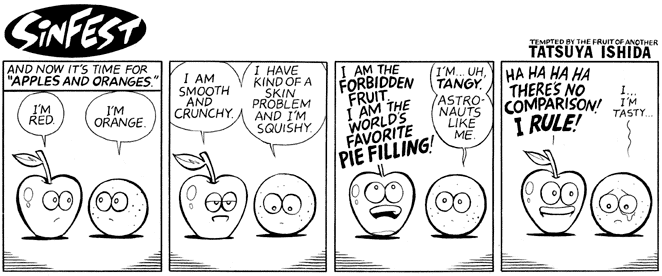 SINFEST
TEMPTED BY THE FRUIT OF ANOTHER
TATSUYA ISHIDA
AND NOW IT'S TIME FOR
"APPLES AND ORANGES."
I'M
RED.
I'M
ORANGE.
I AM
SMOOTH
AND
CRUNCHY.
I HAVE
KIND OF A
SKIN
PROBLEM
AND I'M
SQUISHY.
I AM THE
FORBIDDEN
FRUIT.
I AM THE
WORLD'S
FAVORITE
PIE FILLING!
I'M... UH,
TANGY.
ASTRO-
NAUTS
LIKE
ME.
HA HA HA HA
THERE'S NO
COMPARISON!
I RULE!
I...
I'M
TASTY...